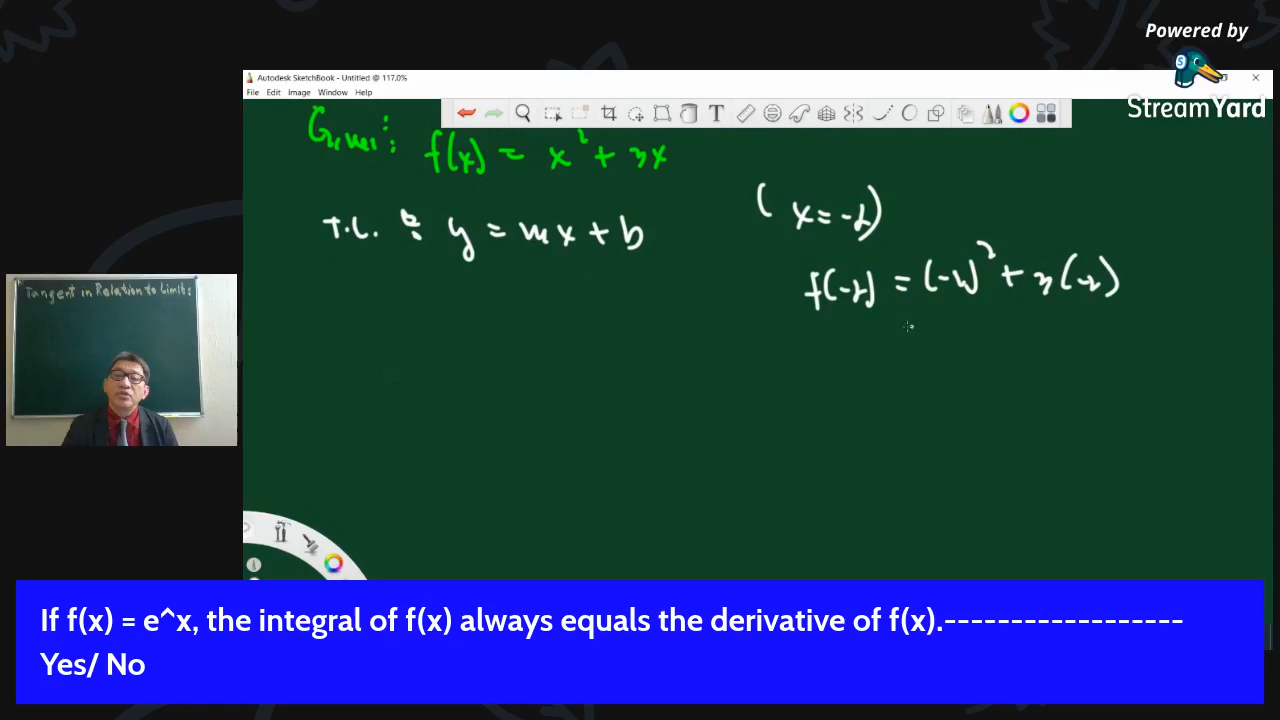 Powered by
StreamYard
Autodesk SketchBook - Untitled @ 117.0%
File Edit Image Window Help
Given: f(x) = x² + 3x
T.L. : y = mx + b
(x = -2)
f(-2) = (-2)² + 3(-2)
Tangent in Relation to Limit:
If f(x) = e^x, the integral of f(x) always equals the derivative of f(x).------------------
Yes/ No